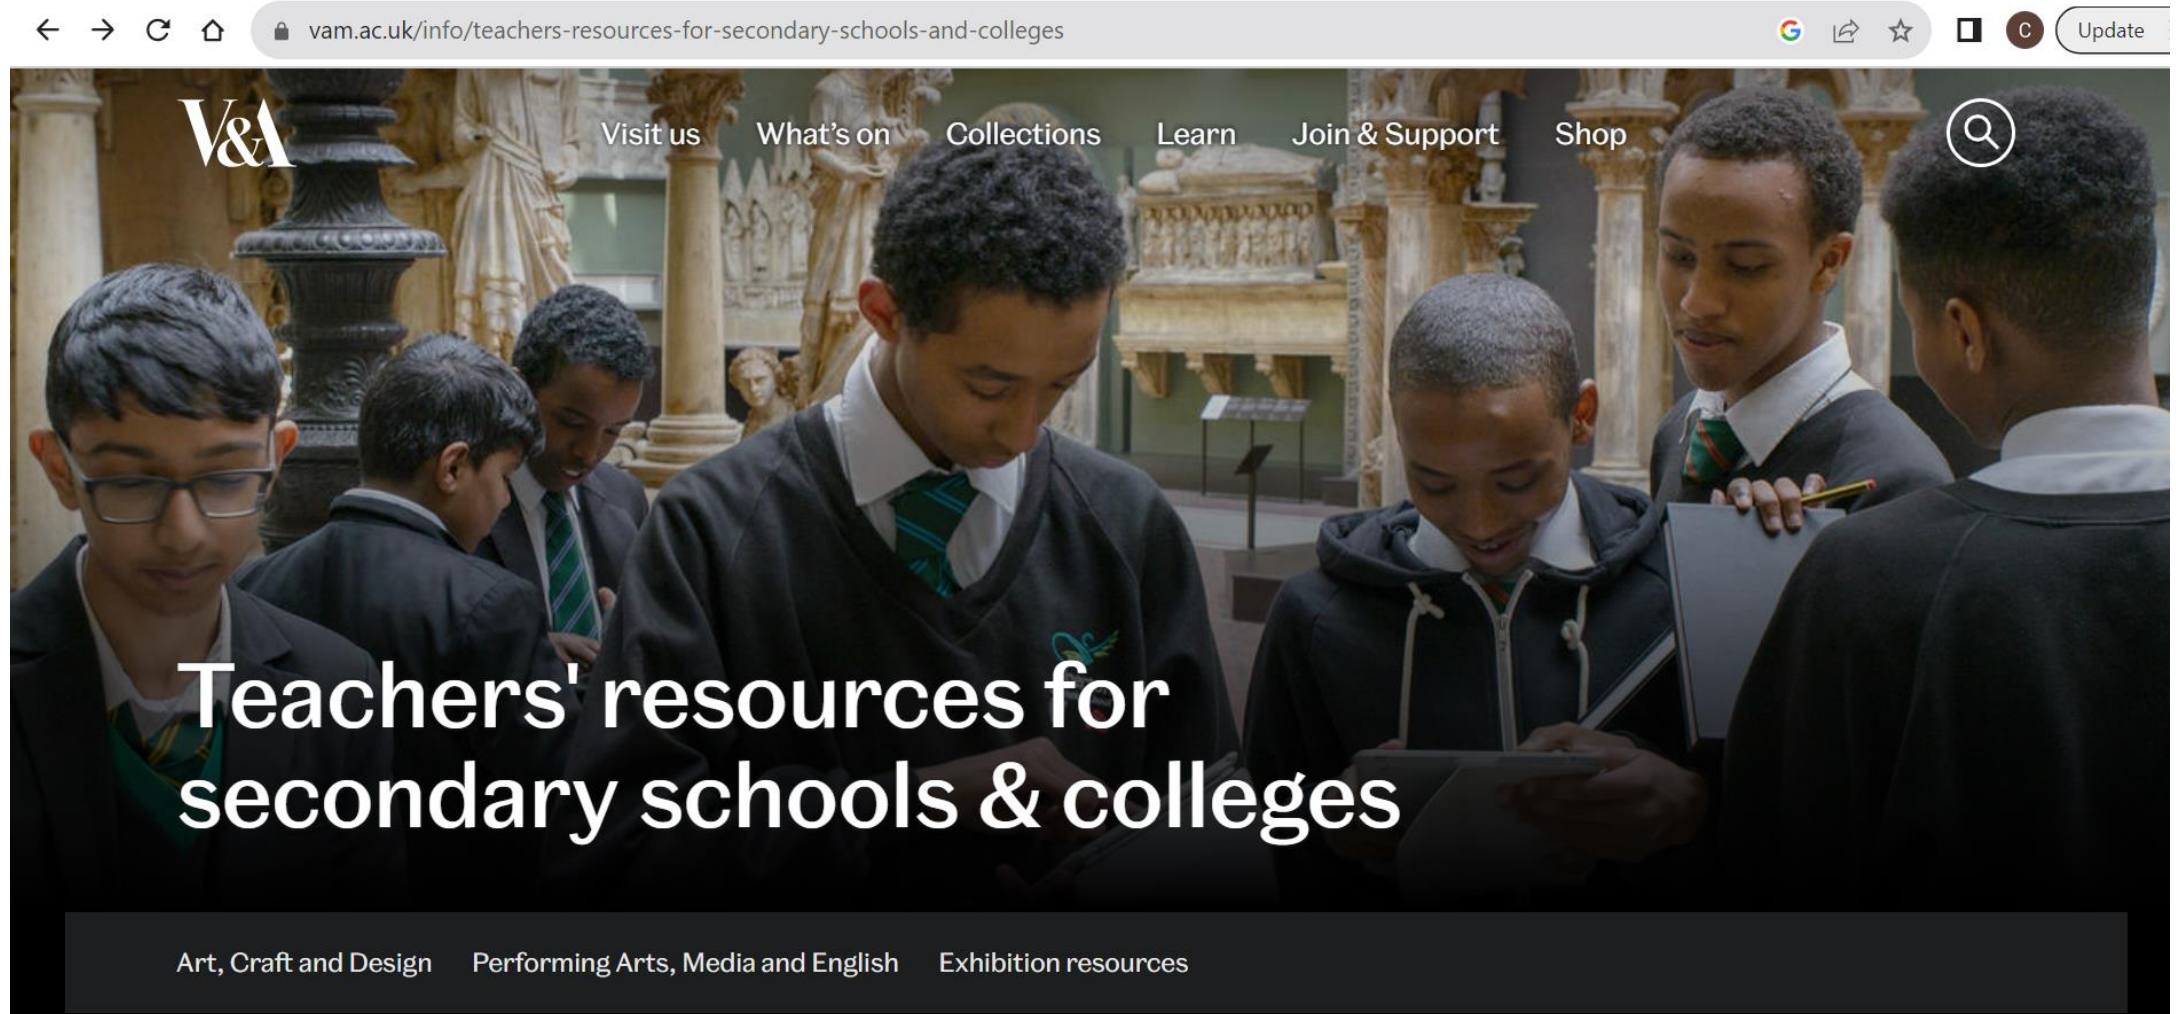 vam.ac.uk/info/teachers-resources-for-secondary-schools-and-colleges
C
Update
V&A
Visit us
What's on
Collections
Learn
Join & Support
Shop
Teachers' resources for
secondary schools & colleges
Art, Craft and Design
Performing Arts, Media and English
Exhibition resources